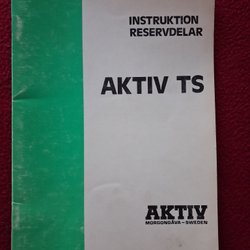 INSTRUKTION
RESERVDELAR
AKTIV TS
AKTIV
MORGONGÅVA - SWEDEN